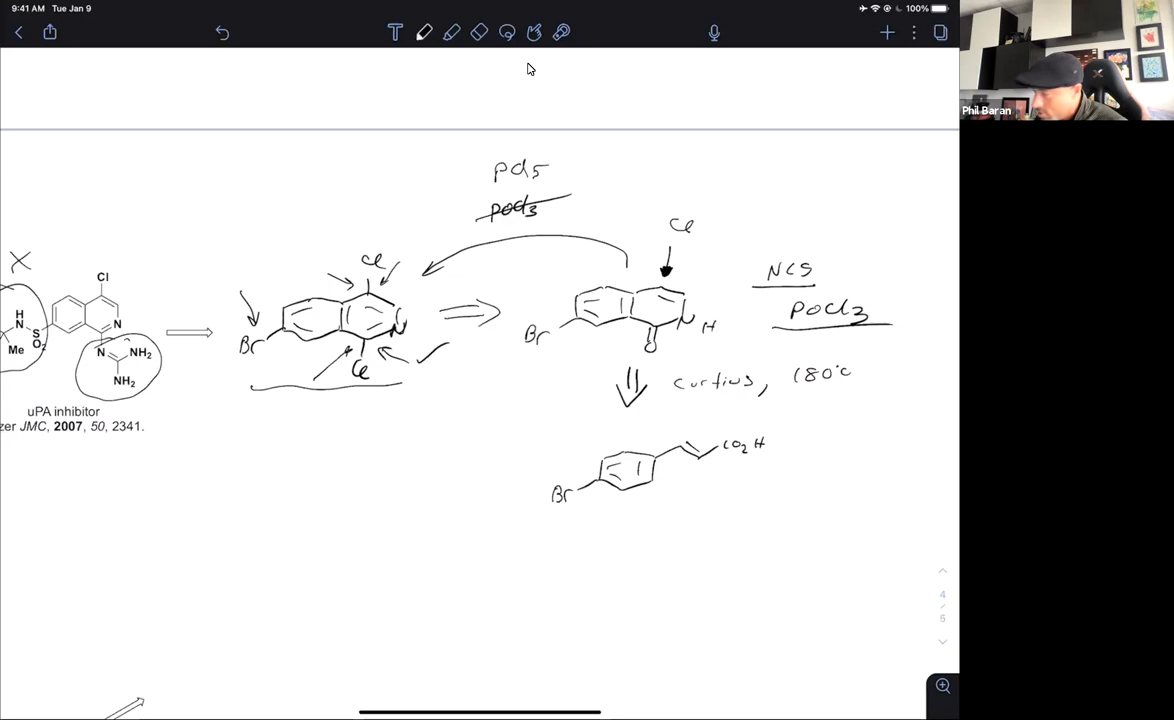 9:41 AM Tue Jan 9
100%
Phil Baran
PCl5
POCl3
Cl
NCS
POCl3
X
H
N
S
O2
Me
Cl
N
N
NH2
NH2
Cl
Br
N
Cl
Br
N
H
O
Curtius, 180°C
CO2H
Br
uPA inhibitor
zer JMC, 2007, 50, 2341.
4
/
5